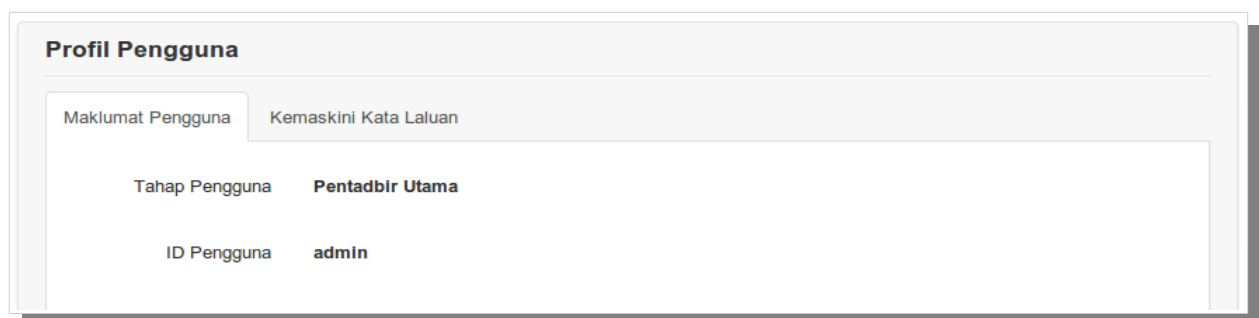 Profil Pengguna
Maklumat Pengguna Kemaskini Kata Laluan
Tahap Pengguna Pentadbir Utama
ID Pengguna admin